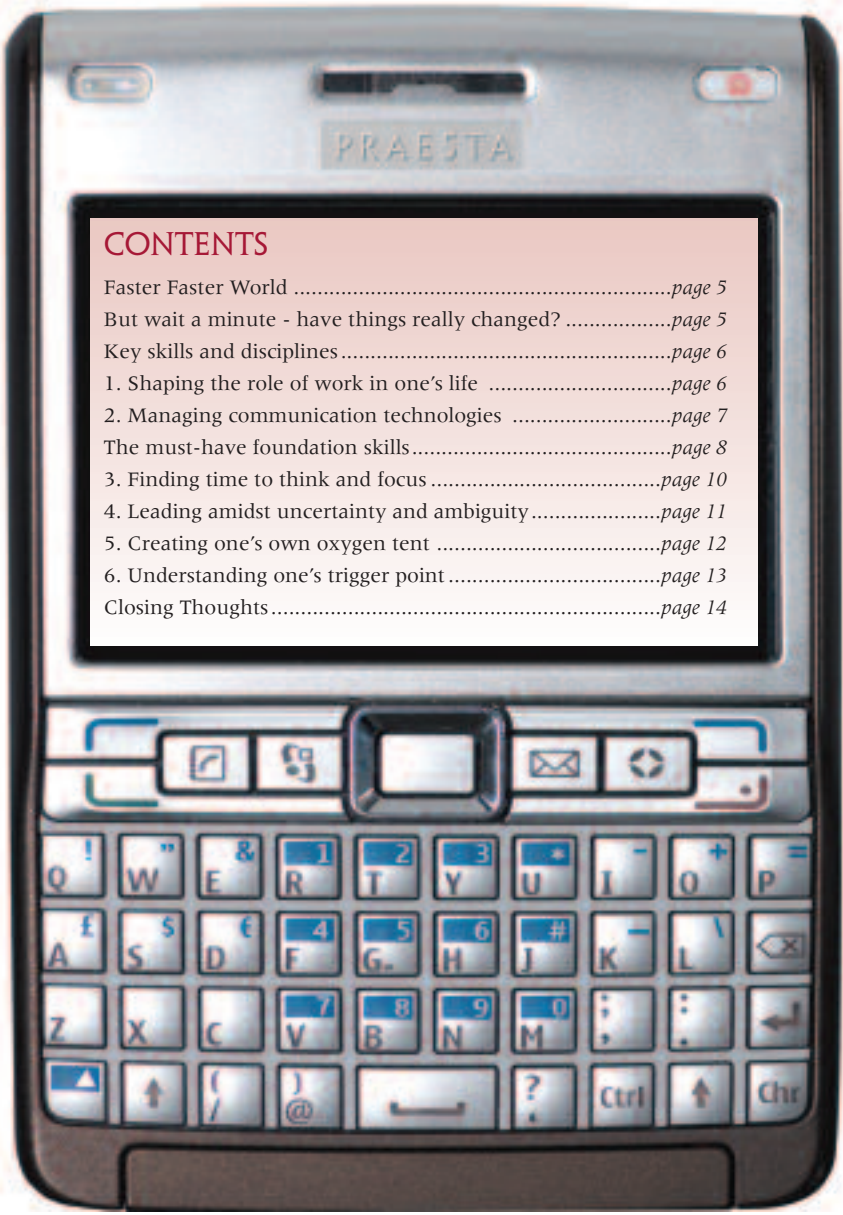 PRAESTA
CONTENTS
Faster Faster World ................................................................page 5
But wait a minute - have things really changed? ..................page 5
Key skills and disciplines.........................................................page 6
1. Shaping the role of work in one's life ...............................page 6
2. Managing communication technologies ...........................page 7
The must-have foundation skills............................................page 8
3. Finding time to think and focus.......................................page 10
4. Leading amidst uncertainty and ambiguity......................page 11
5. Creating one's own oxygen tent ......................................page 12
6. Understanding one's trigger point....................................page 13
Closing Thoughts..................................................................page 14
! " & 1 2 3 * - + =
Q W E R T Y U I O P
£ $ € 4 5 6 # - \
A S D F G H J K L
7 8 9 0 ; :
Z X C V B N M , .
( ) ?
/ @ . Ctrl Chr